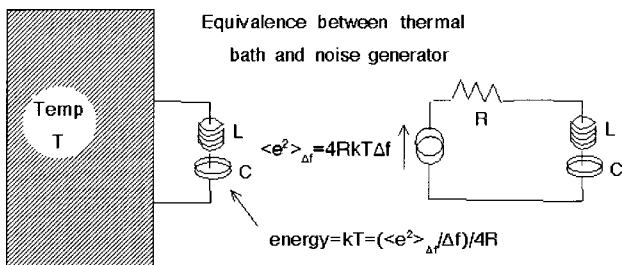 Equivalence between thermal
bath and noise generator
Temp
T
L
C
<e²>Δf=4RkTΔf
R
L
C
energy=kT=(<e²>Δf/Δf)/4R